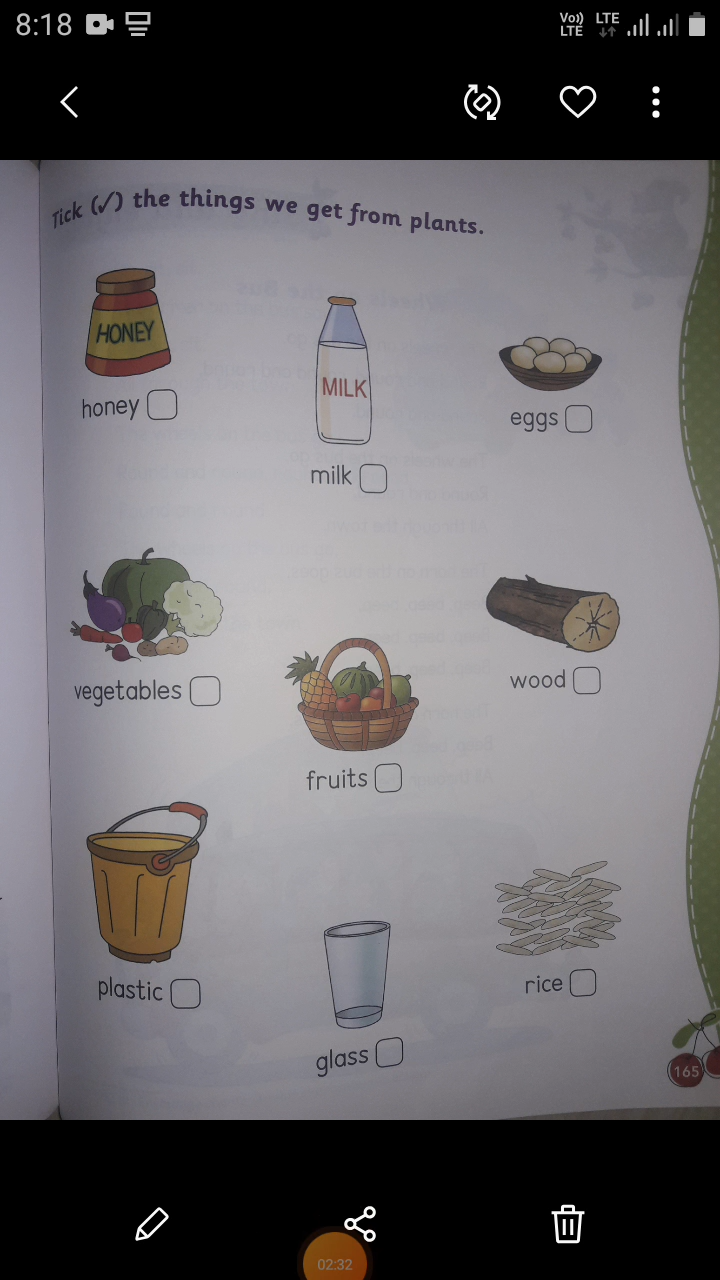 8:18
Vo)) LTE
LTE
Tick (✓) the things we get from plants.
HONEY
honey
MILK
milk
eggs
vegetables
wood
fruits
plastic
rice
glass
165
02:32